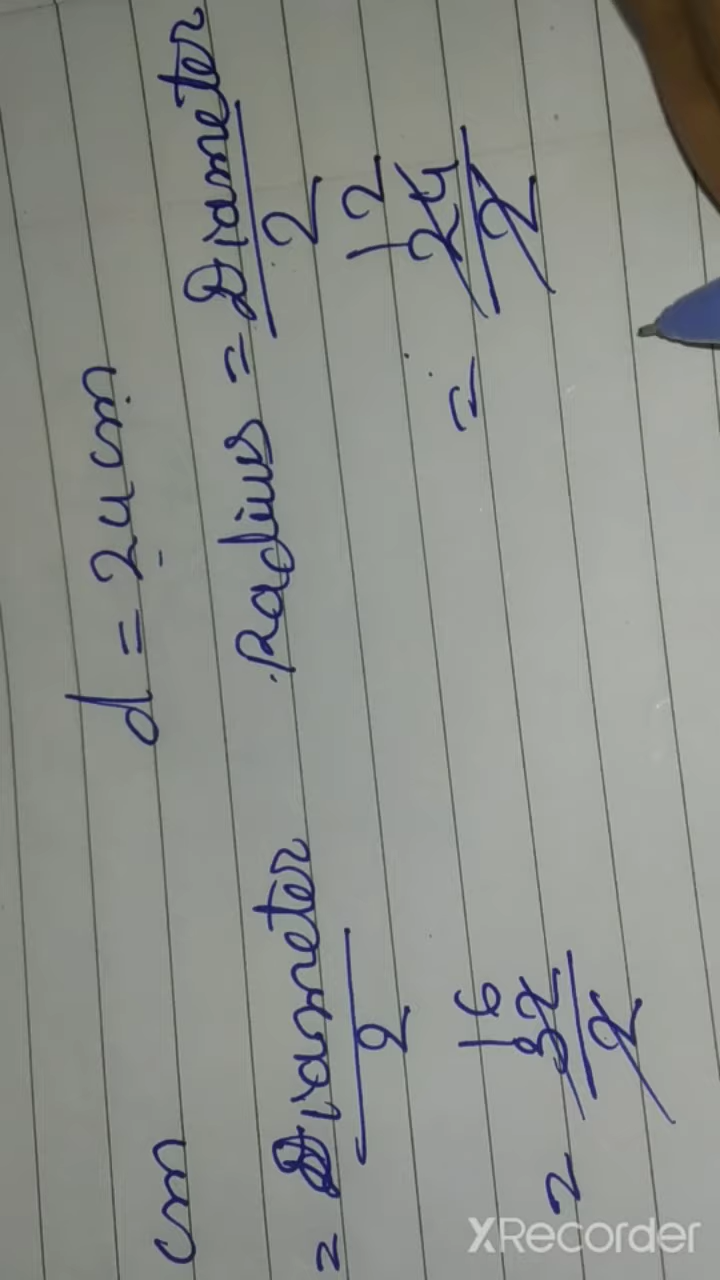 cm d = 24 cm
= Diameter Radius = Diameter
2 2
16 12
= 32 = 24
2 2
XRecorder